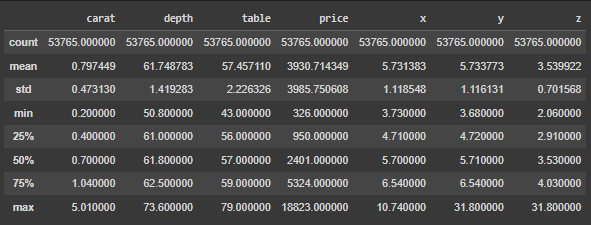 carat depth table price x y z
count 53765.000000 53765.000000 53765.000000 53765.000000 53765.000000 53765.000000 53765.000000
mean 0.797449 61.748783 57.457110 3930.714349 5.731383 5.733773 3.539922
std 0.473130 1.419283 2.226326 3985.750608 1.118548 1.116131 0.701568
min 0.200000 50.800000 43.000000 326.000000 3.730000 3.680000 2.060000
25% 0.400000 61.000000 56.000000 950.000000 4.710000 4.720000 2.910000
50% 0.700000 61.800000 57.000000 2401.000000 5.700000 5.710000 3.530000
75% 1.040000 62.500000 59.000000 5324.000000 6.540000 6.540000 4.030000
max 5.010000 73.600000 79.000000 18823.000000 10.740000 31.800000 31.800000